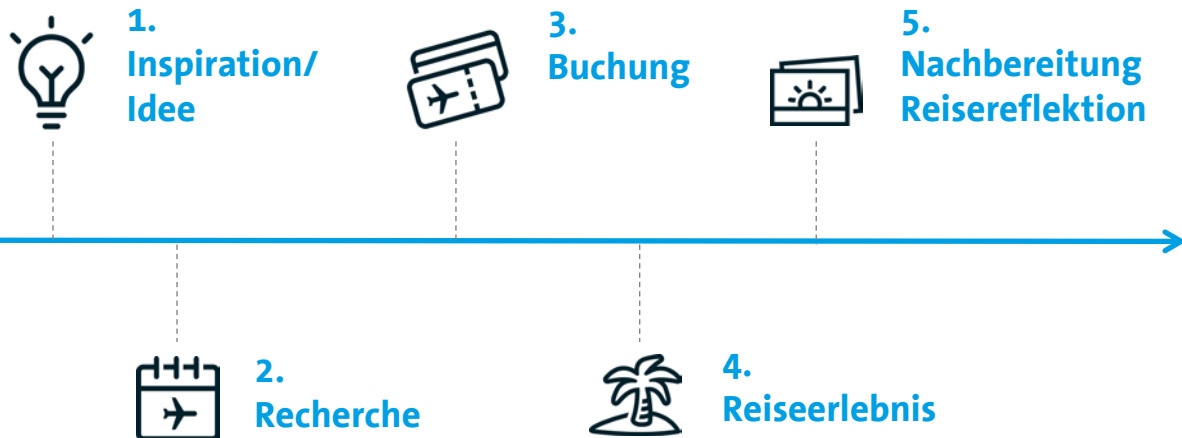 1.
Inspiration/
Idee
2.
Recherche
3.
Buchung
4.
Reiseerlebnis
5.
Nachbereitung
Reisereflektion